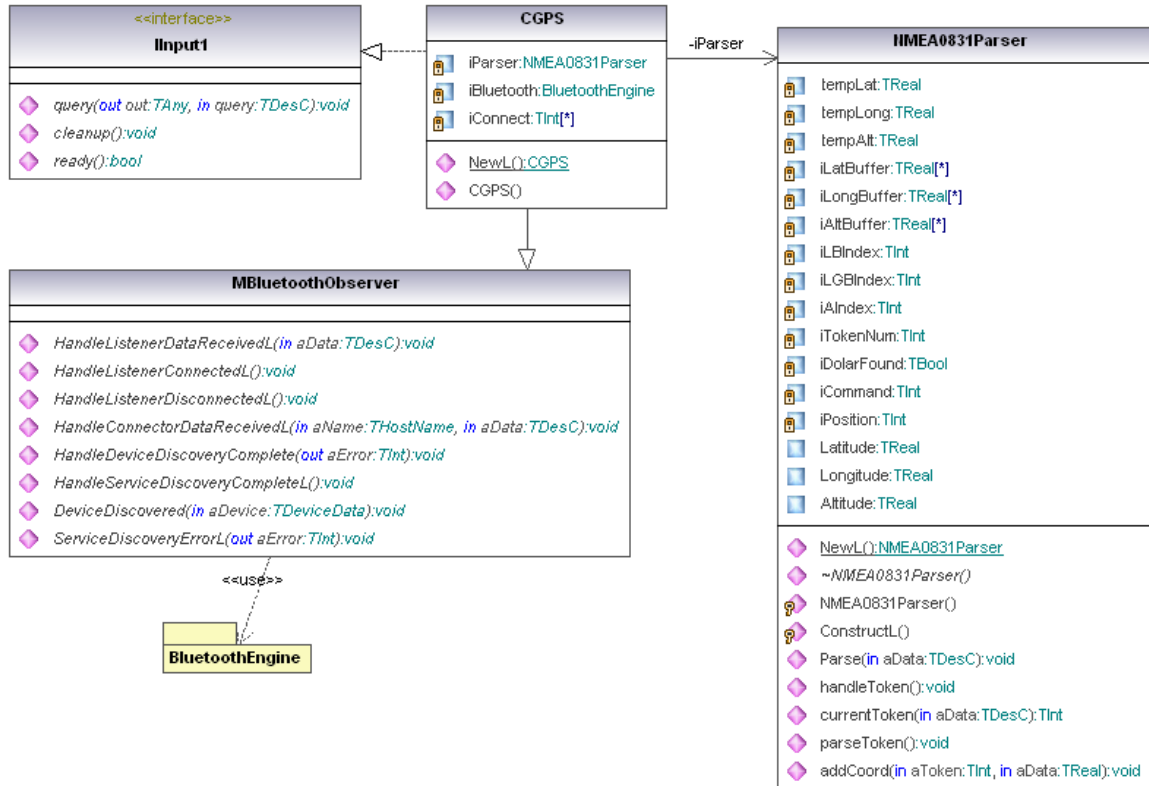 <<interface>>
IInput1
query(out out:TAny, in query:TDesC):void
cleanup():void
ready():bool
CGPS
iParser:NMEA0831Parser
iBluetooth:BluetoothEngine
iConnect:TInt[*]
NewL():CGPS
CGPS()
-iParser
NMEA0831Parser
tempLat:TReal
tempLong:TReal
tempAlt:TReal
iLatBuffer:TReal[*]
iLongBuffer:TReal[*]
iAltBuffer:TReal[*]
iLBIndex:TInt
iLGBIndex:TInt
iAIndex:TInt
iTokenNum:TInt
iDolarFound:TBool
iCommand:TInt
iPosition:TInt
Latitude:TReal
Longitude:TReal
Altitude:TReal
NewL():NMEA0831Parser
~NMEA0831Parser()
NMEA0831Parser()
ConstructL()
Parse(in aData:TDesC):void
handleToken():void
currentToken(in aData:TDesC):TInt
parseToken():void
addCoord(in aToken:TInt, in aData:TReal):void
MBluetoothObserver
HandleListenerDataReceivedL(in aData:TDesC):void
HandleListenerConnectedL():void
HandleListenerDisconnectedL():void
HandleConnectorDataReceivedL(in aName:THostName, in aData:TDesC):void
HandleDeviceDiscoveryComplete(out aError:TInt):void
HandleServiceDiscoveryCompleteL():void
DeviceDiscovered(in aDevice:TDeviceData):void
ServiceDiscoveryErrorL(out aError:TInt):void
<<use>>
BluetoothEngine